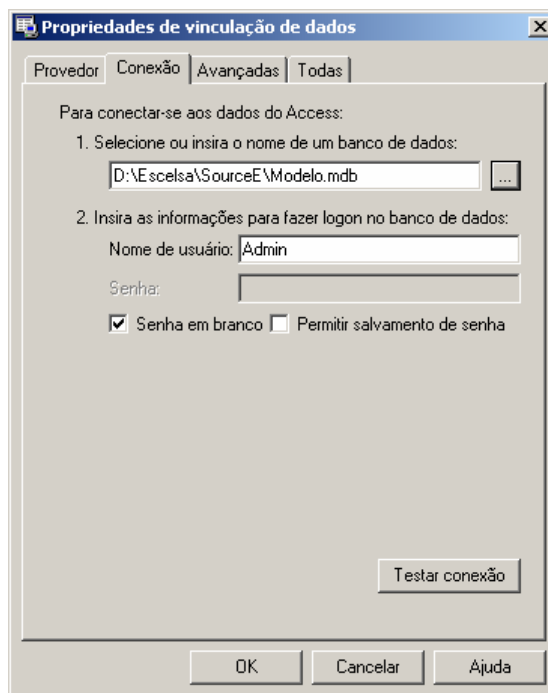 Propriedades de vinculação de dados
Provedor Conexão Avançadas Todas
Para conectar-se aos dados do Access:
1. Selecione ou insira o nome de um banco de dados:
D:\Escelsa\SourceE\Modelo.mdb ...
2. Insira as informações para fazer logon no banco de dados:
Nome de usuário: Admin
Senha:
Senha em branco Permitir salvamento de senha
Testar conexão
OK Cancelar Ajuda